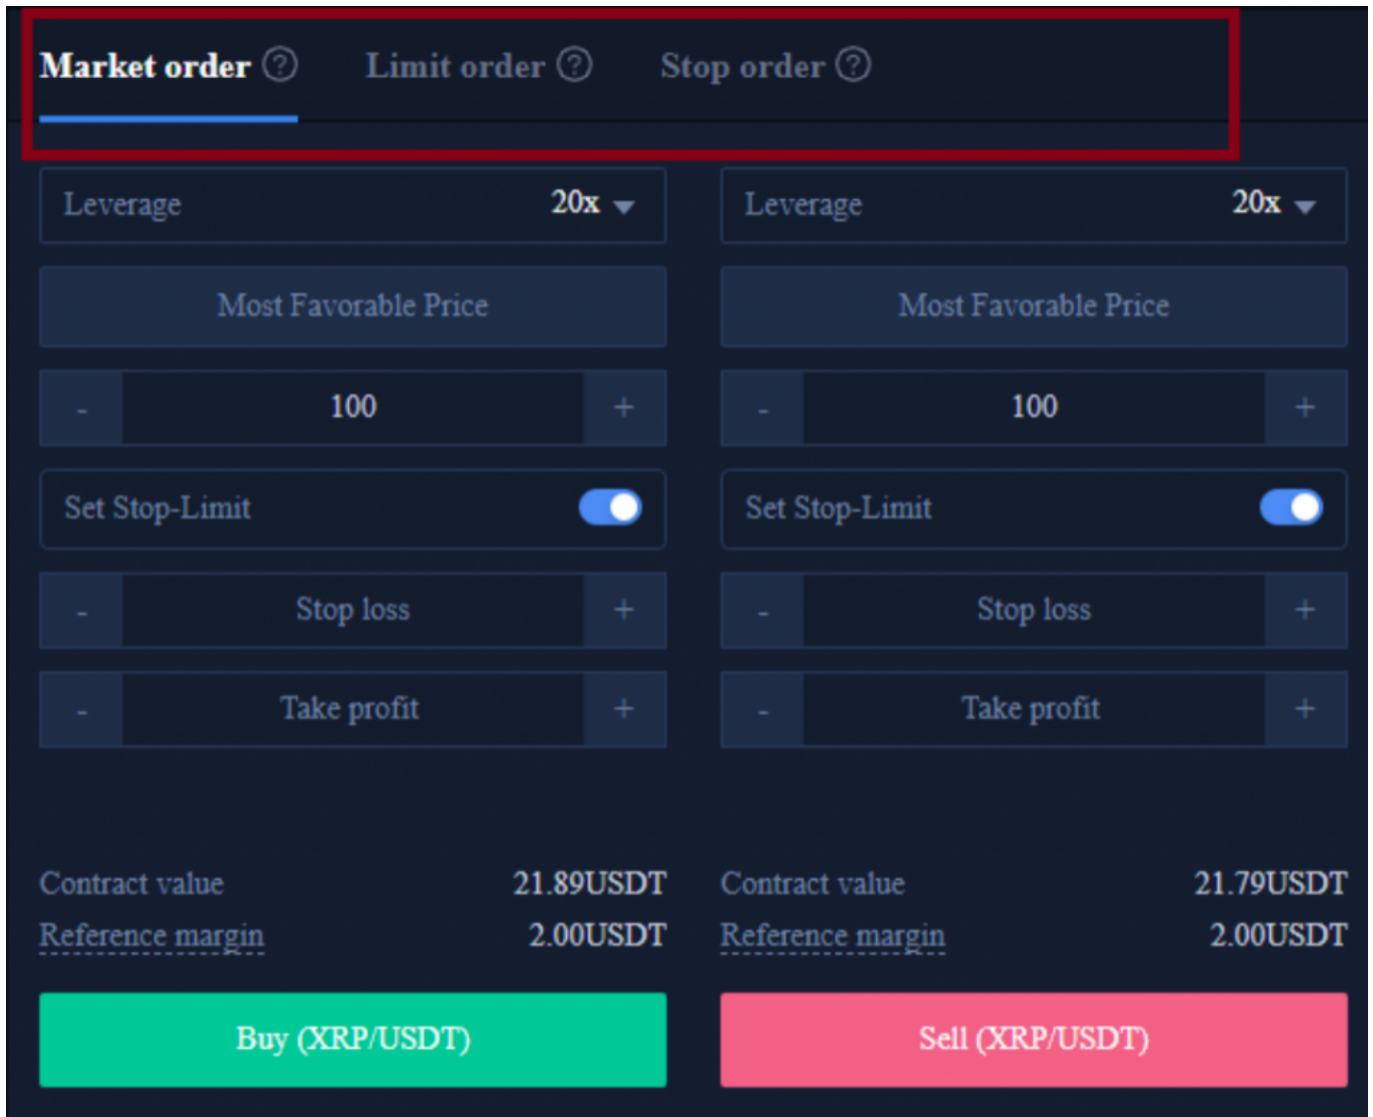 Market order ? Limit order ? Stop order ?
Leverage 20x Leverage 20x
Most Favorable Price Most Favorable Price
- 100 + - 100 +
Set Stop-Limit Set Stop-Limit
- Stop loss + - Stop loss +
- Take profit + - Take profit +
Contract value 21.89USDT Contract value 21.79USDT
Reference margin 2.00USDT Reference margin 2.00USDT
Buy (XRP/USDT) Sell (XRP/USDT)